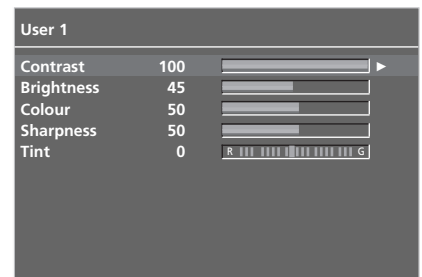 User 1
Contrast 100
Brightness 45
Colour 50
Sharpness 50
Tint 0 R G